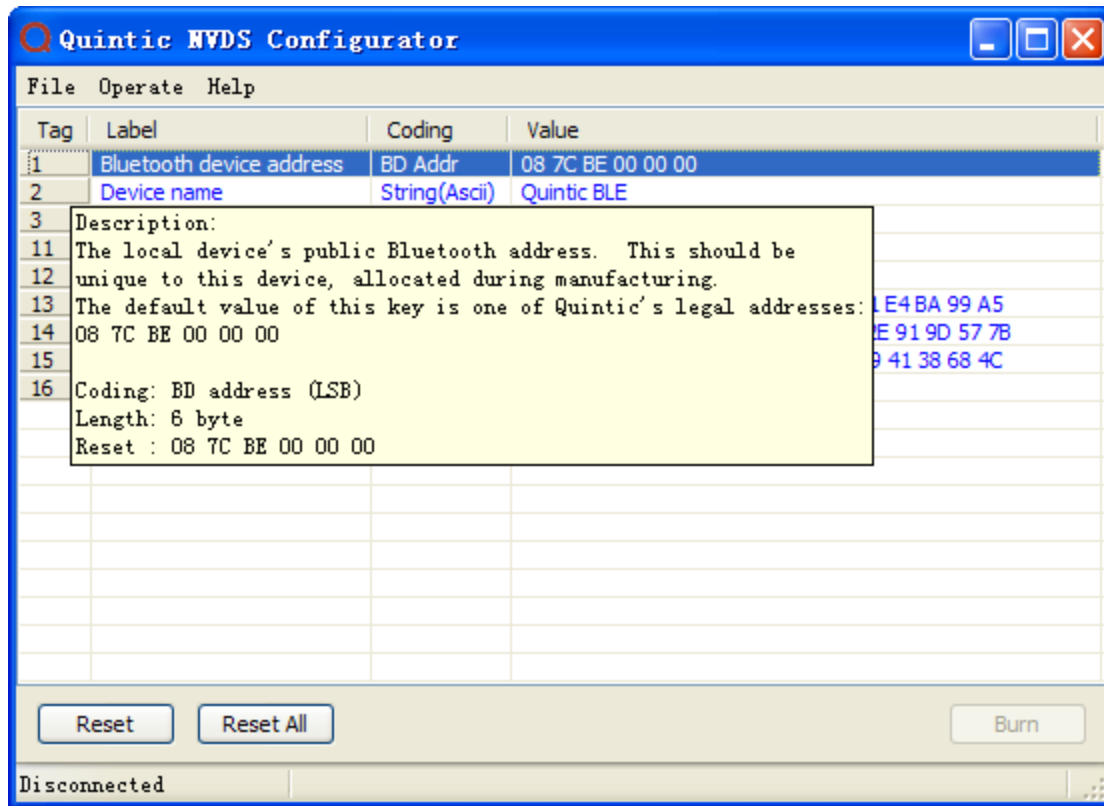 Quintic NVDS Configurator
File Operate Help
Tag Label Coding Value
1 Bluetooth device address BD Addr 08 7C BE 00 00 00
2 Device name String(Ascii) Quintic BLE
3
11
12
13 E4 BA 99 A5
14 91 9D 57 7B
15 41 38 68 4C
16
Description:
The local device's public Bluetooth address. This should be
unique to this device, allocated during manufacturing.
The default value of this key is one of Quintic's legal addresses:
08 7C BE 00 00 00
Coding: BD address (LSB)
Length: 6 byte
Reset : 08 7C BE 00 00 00
Reset Reset All Burn
Disconnected